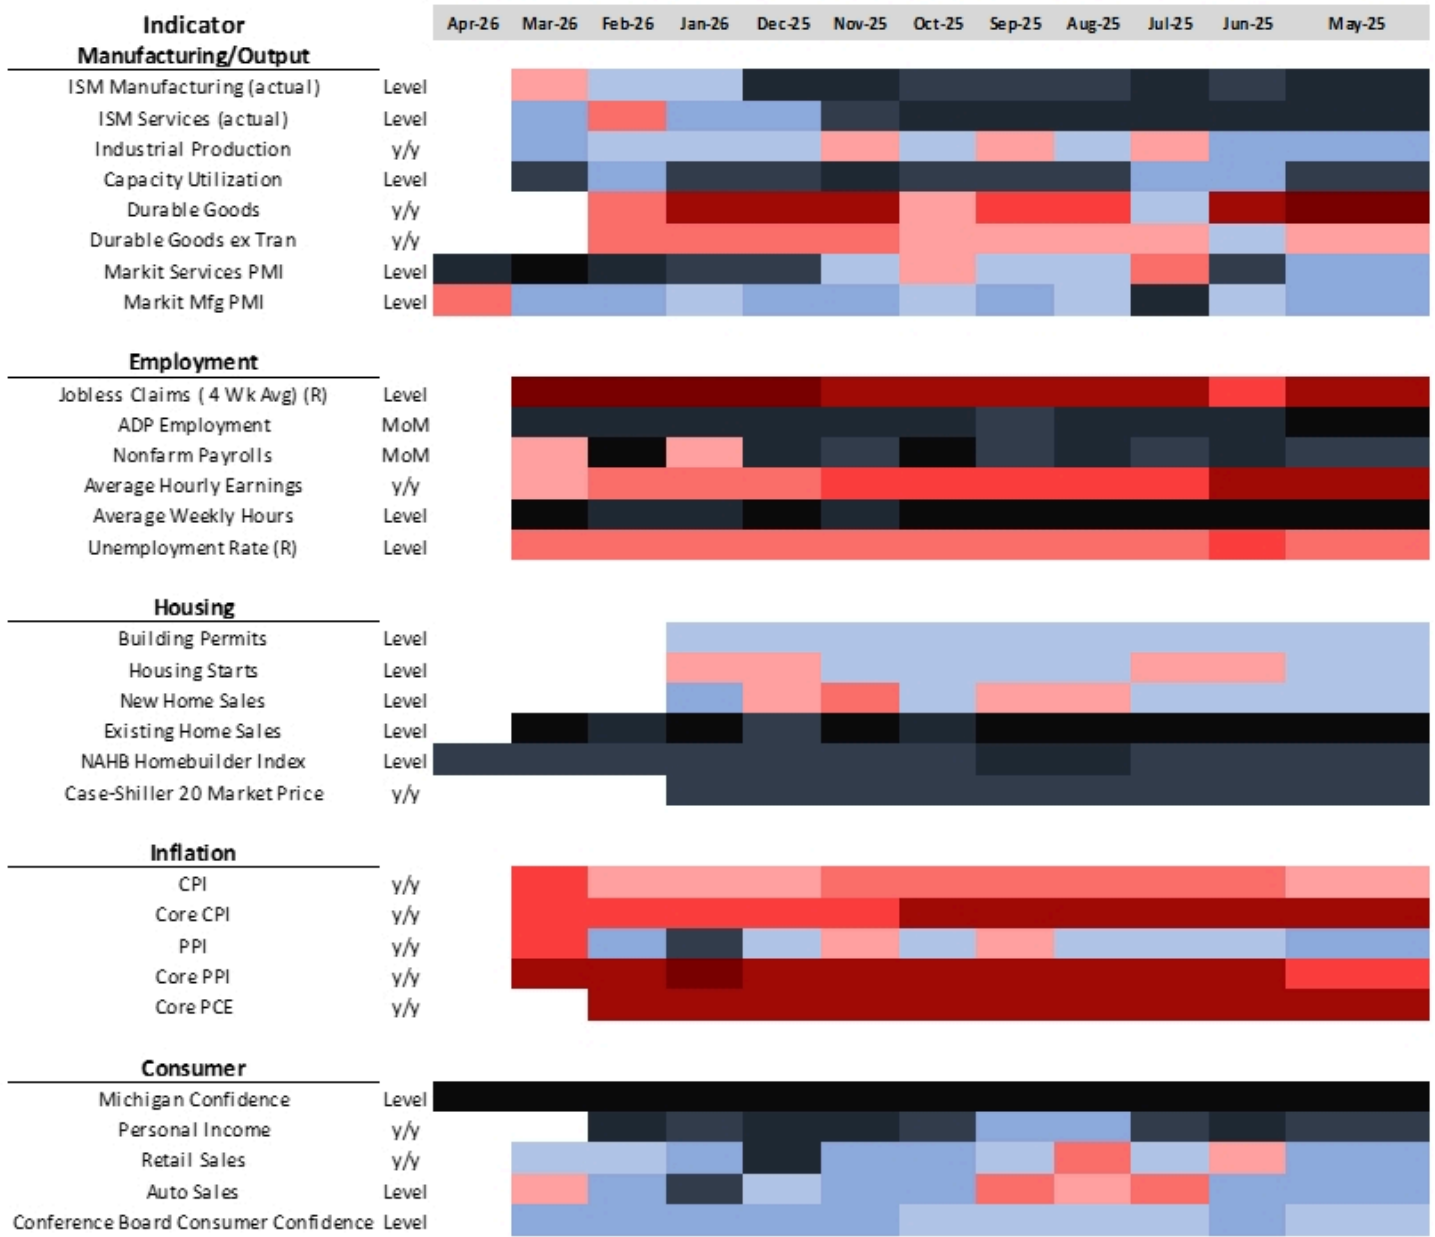 Indicator Apr-26 Mar-26 Feb-26 Jan-26 Dec-25 Nov-25 Oct-25 Sep-25 Aug-25 Jul-25 Jun-25 May-25
Manufacturing/Output
ISM Manufacturing (actual) Level
ISM Services (actual) Level
Industrial Production y/y
Capacity Utilization Level
Durable Goods y/y
Durable Goods ex Tran y/y
Markit Services PMI Level
Markit Mfg PMI Level
Employment
Jobless Claims ( 4 Wk Avg) (R) Level
ADP Employment MoM
Nonfarm Payrolls MoM
Average Hourly Earnings y/y
Average Weekly Hours Level
Unemployment Rate (R) Level
Housing
Building Permits Level
Housing Starts Level
New Home Sales Level
Existing Home Sales Level
NAHB Homebuilder Index Level
Case-Shiller 20 Market Price y/y
Inflation
CPI y/y
Core CPI y/y
PPI y/y
Core PPI y/y
Core PCE y/y
Consumer
Michigan Confidence Level
Personal Income y/y
Retail Sales y/y
Auto Sales Level
Conference Board Consumer Confidence Level